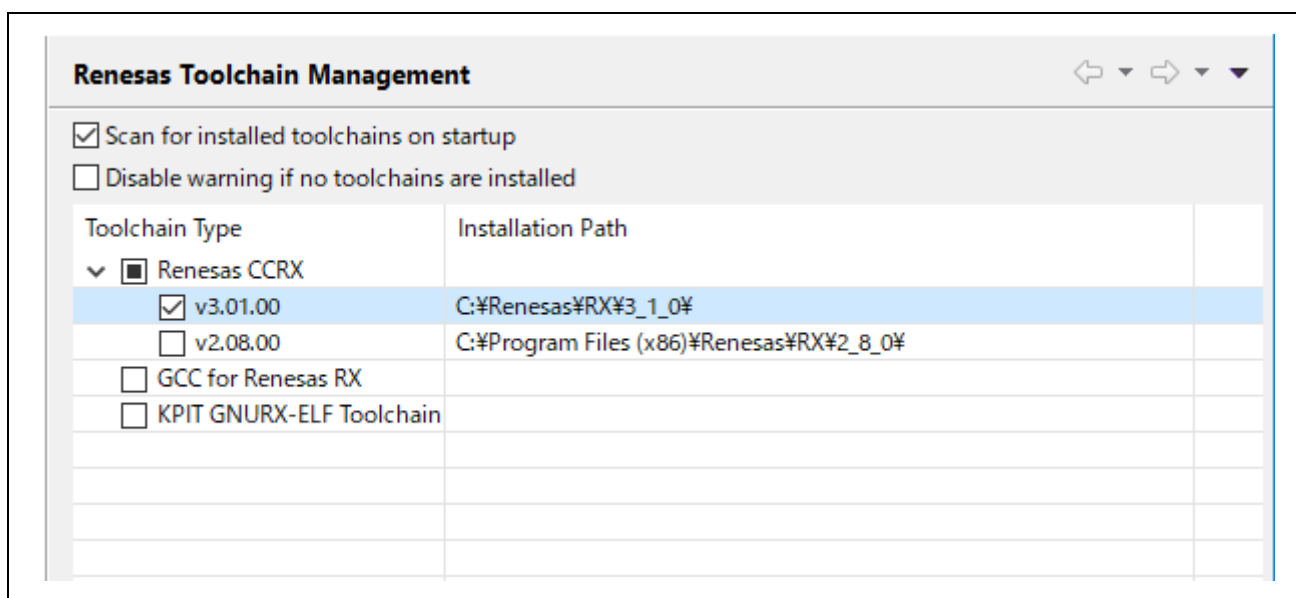 Renesas Toolchain Management
Scan for installed toolchains on startup
Disable warning if no toolchains are installed
Toolchain Type Installation Path
Renesas CCRX
v3.01.00 C:¥Renesas¥RX¥3_1_0¥
v2.08.00 C:¥Program Files (x86)¥Renesas¥RX¥2_8_0¥
GCC for Renesas RX
KPIT GNURX-ELF Toolchain